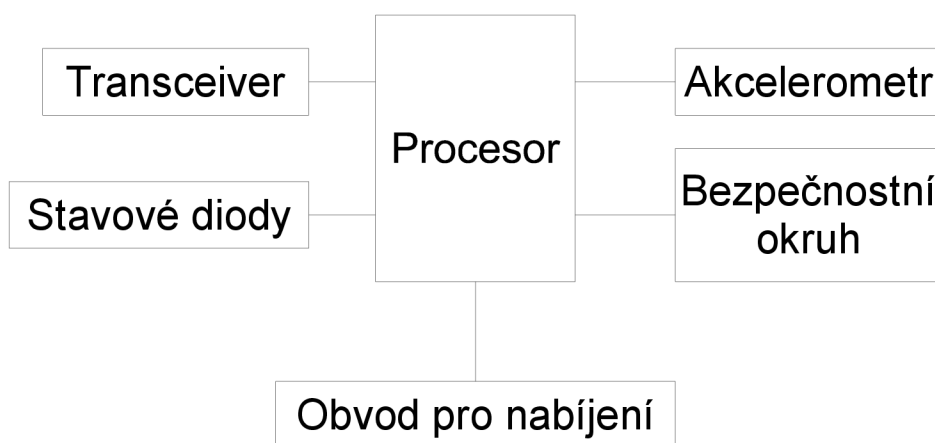 Transceiver
Akcelerometr
Procesor
Bezpečnostní
okruh
Stavové diody
Obvod pro nabíjení